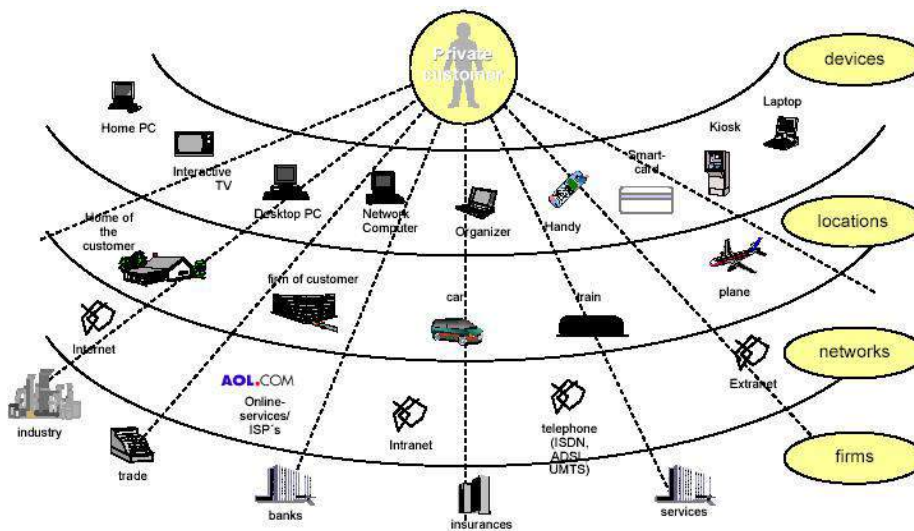 Private
customer
devices
Home PC
Interactive
TV
Desktop PC
Network
Computer
Organizer
Handy
Smart-
card
Kiosk
Laptop
locations
Home of
the
customer
firm of customer
car
train
plane
networks
Internet
AOL.COM
Online-
services/
ISP´s
Intranet
telephone
(ISDN,
ADSL,
UMTS)
Extranet
firms
industry
trade
banks
insurances
services